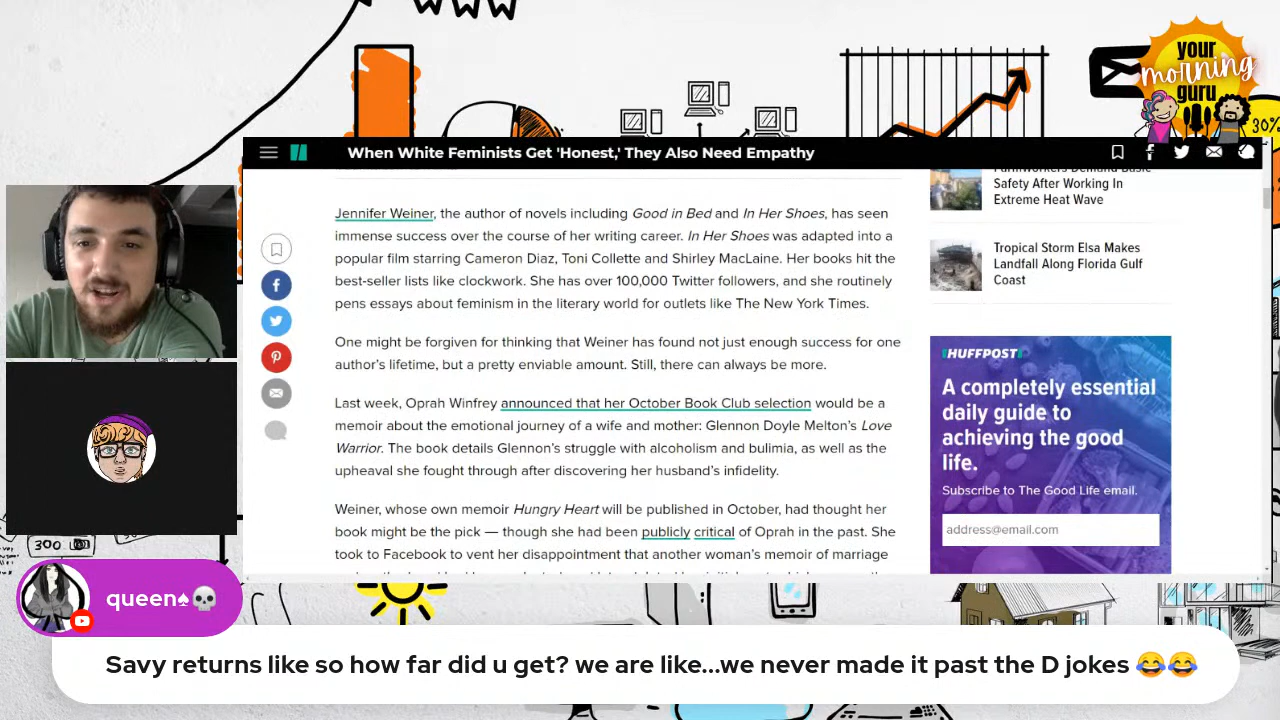 your
morning
guru
30%
When White Feminists Get 'Honest,' They Also Need Empathy
Jennifer Weiner, the author of novels including Good in Bed and In Her Shoes, has seen
immense success over the course of her writing career. In Her Shoes was adapted into a
popular film starring Cameron Diaz, Toni Collette and Shirley MacLaine. Her books hit the
best-seller lists like clockwork. She has over 100,000 Twitter followers, and she routinely
pens essays about feminism in the literary world for outlets like The New York Times.
One might be forgiven for thinking that Weiner has found not just enough success for one
author's lifetime, but a pretty enviable amount. Still, there can always be more.
Last week, Oprah Winfrey announced that her October Book Club selection would be a
memoir about the emotional journey of a wife and mother: Glennon Doyle Melton's Love
Warrior. The book details Glennon's struggle with alcoholism and bulimia, as well as the
upheaval she fought through after discovering her husband's infidelity.
Weiner, whose own memoir Hungry Heart will be published in October, had thought her
book might be the pick — though she had been publicly critical of Oprah in the past. She
took to Facebook to vent her disappointment that another woman's memoir of marriage
Farmworkers Demand Basic
Safety After Working In
Extreme Heat Wave
Tropical Storm Elsa Makes
Landfall Along Florida Gulf
Coast
HUFFPOST
A completely essential
daily guide to
achieving the good
life.
Subscribe to The Good Life email.
address@email.com
300
queen♠💀
Savy returns like so how far did u get? we are like...we never made it past the D jokes 😂😂